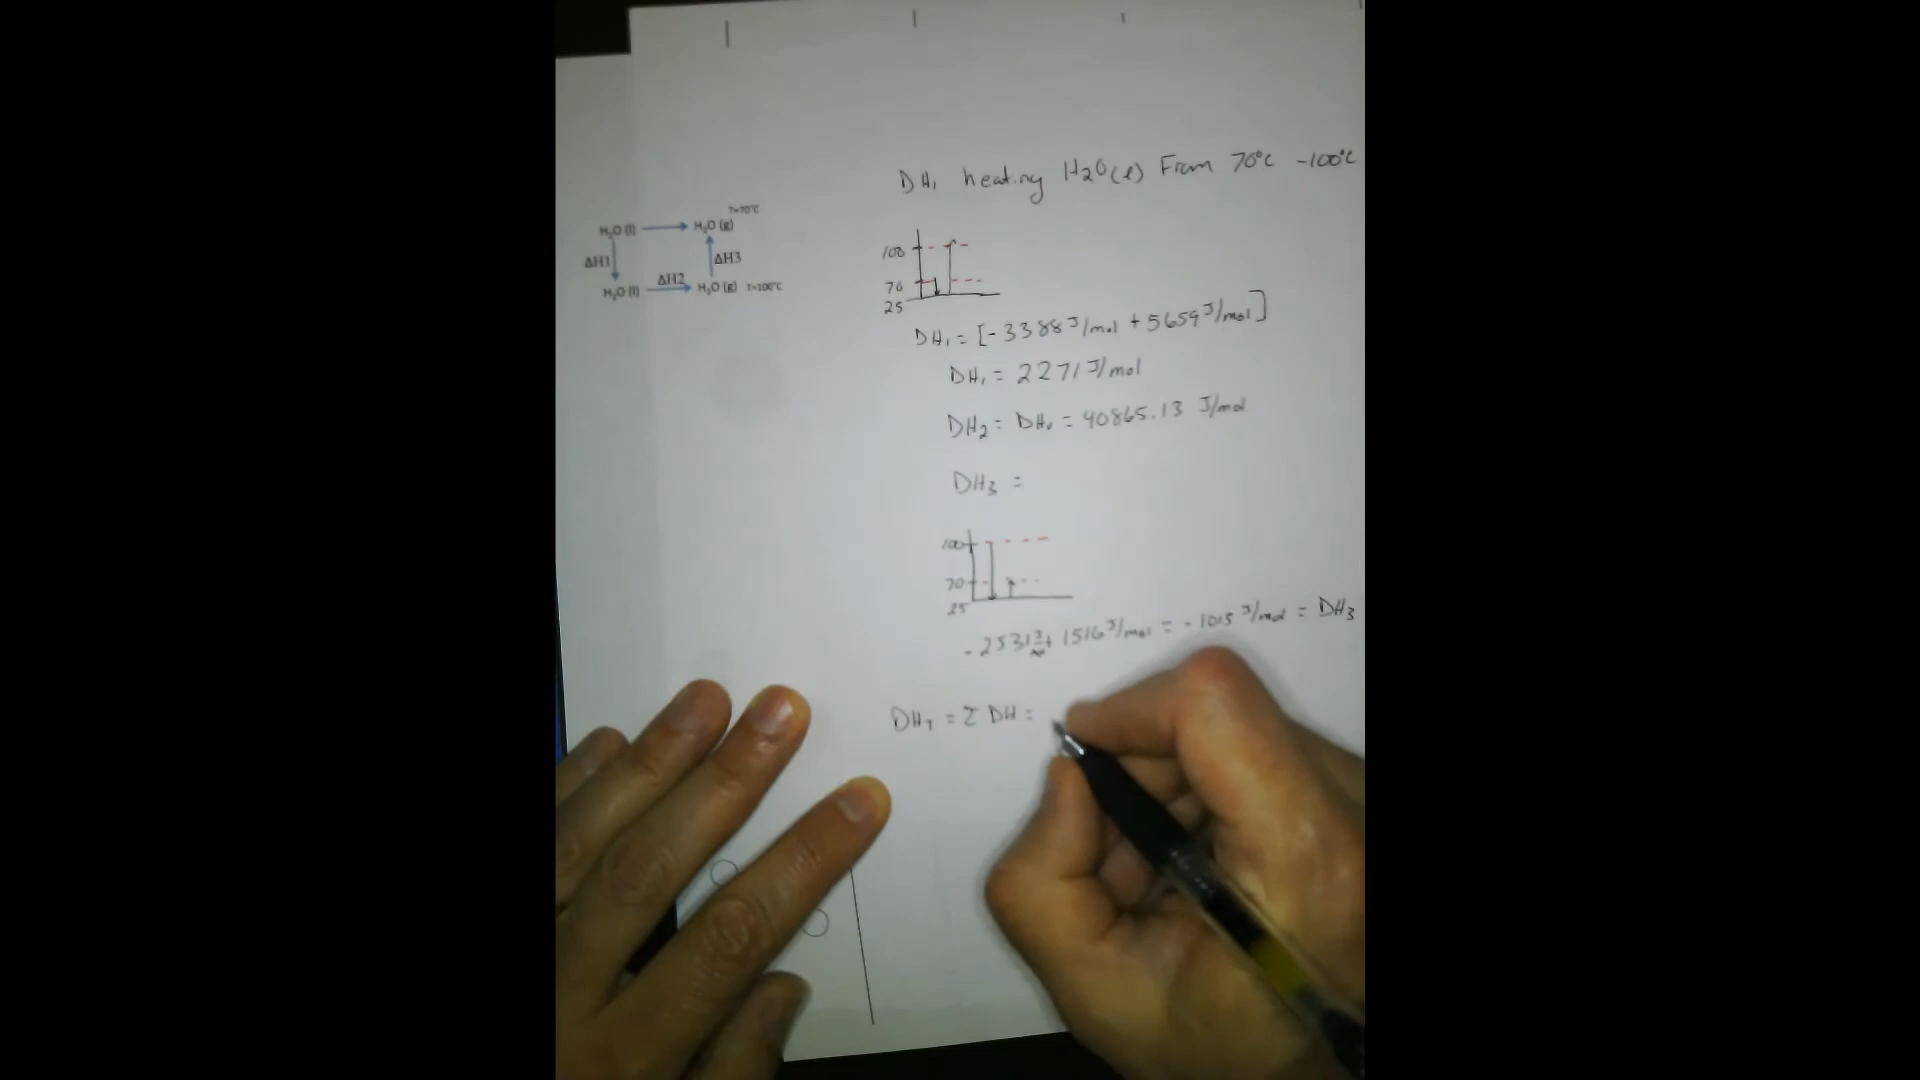 DH₁ heating H₂O(l) From 70°C -100°C
T=70°C
H₂O (l) H₂O (g)
ΔH1 ΔH3
ΔH2
H₂O (l) H₂O (g) T=100°C
100
70
25
DH₁ = [-3388 J/mol + 5659 J/mol]
DH₁ = 2271 J/mol
DH₂ = DHᵥ = 40865.13 J/mol
DH₃ =
100
70
25
-2531 J + 1516 J/mol = -1015 J/mol = DH₃
DH_T = Σ DH =